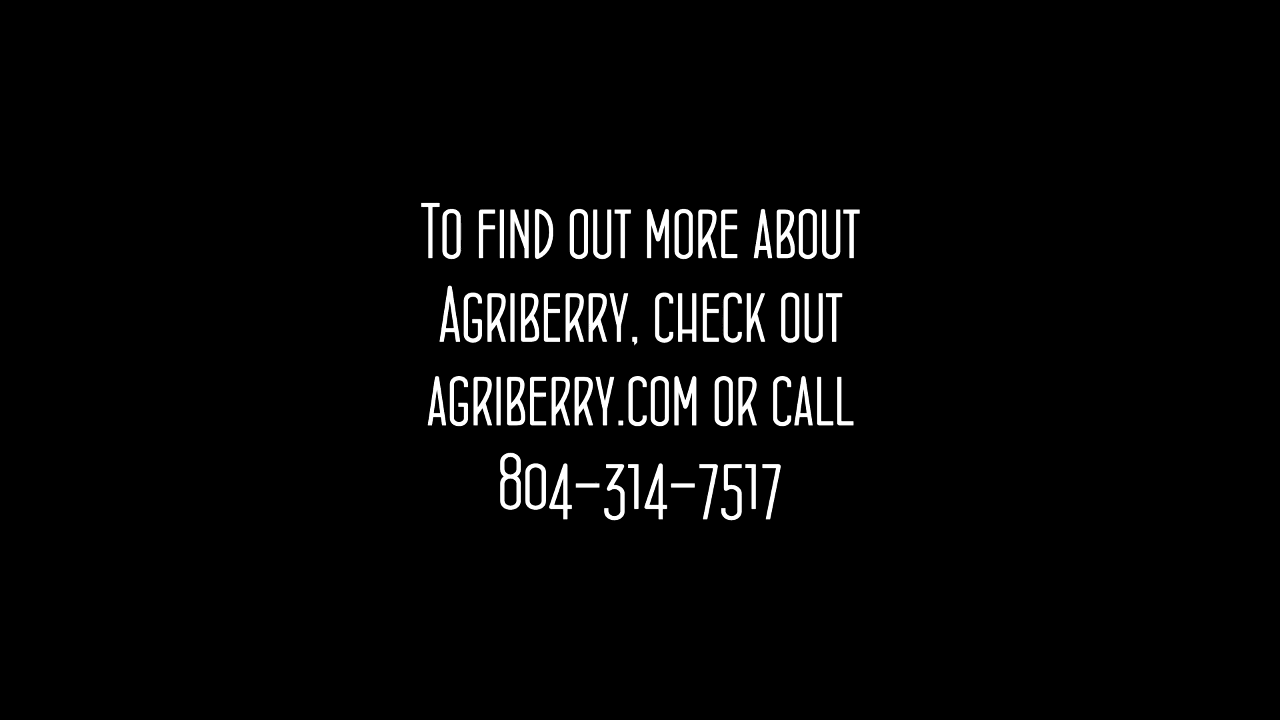 To find out more about
Agriberry, check out
agriberry.com or call
804-314-7517